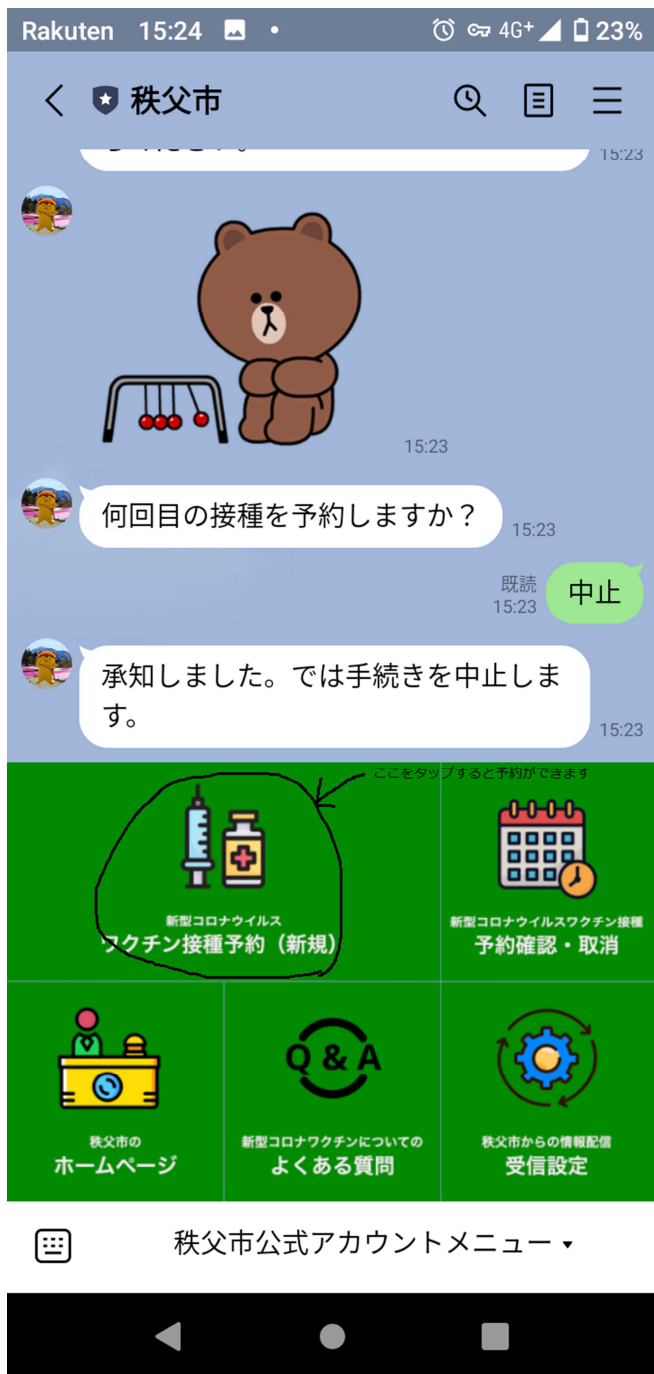 Rakuten 15:24 4G+ 23%
秩父市
15:23
15:23
何回目の接種を予約しますか?
15:23
既読
15:23
中止
承知しました。では手続きを中止しま
す。
15:23
ここをタップすると予約ができます
新型コロナウイルス
ワクチン接種予約(新規)
新型コロナウイルスワクチン接種
予約確認・取消
秩父市の
ホームページ
Q & A
新型コロナワクチンについての
よくある質問
秩父市からの情報配信
受信設定
秩父市公式アカウントメニュー